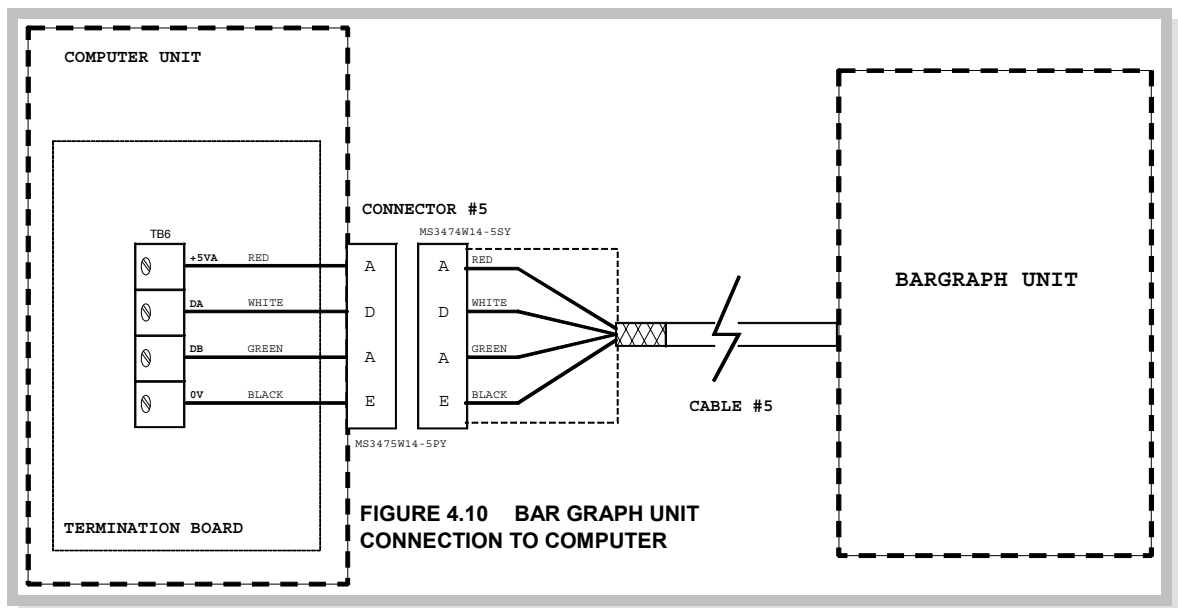 COMPUTER UNIT
CONNECTOR #5
MS3474W14-5SY
TB6
+5VA RED A A RED
DA WHITE D D WHITE
DB GREEN A A GREEN
0V BLACK E E BLACK
MS3475W14-5PY
CABLE #5
BARGRAPH UNIT
TERMINATION BOARD
FIGURE 4.10 BAR GRAPH UNIT
CONNECTION TO COMPUTER